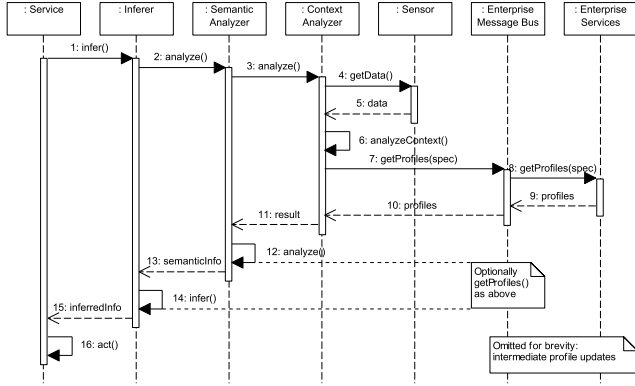 : Service
: Inferer
: Semantic
Analyzer
: Context
Analyzer
: Sensor
: Enterprise
Message Bus
: Enterprise
Services
1: infer()
2: analyze()
3: analyze()
4: getData()
5: data
6: analyzeContext()
7: getProfiles(spec)
8: getProfiles(spec)
9: profiles
10: profiles
11: result
12: analyze()
13: semanticInfo
Optionally
getProfiles()
as above
14: infer()
15: inferredInfo
16: act()
Omitted for brevity:
intermediate profile updates